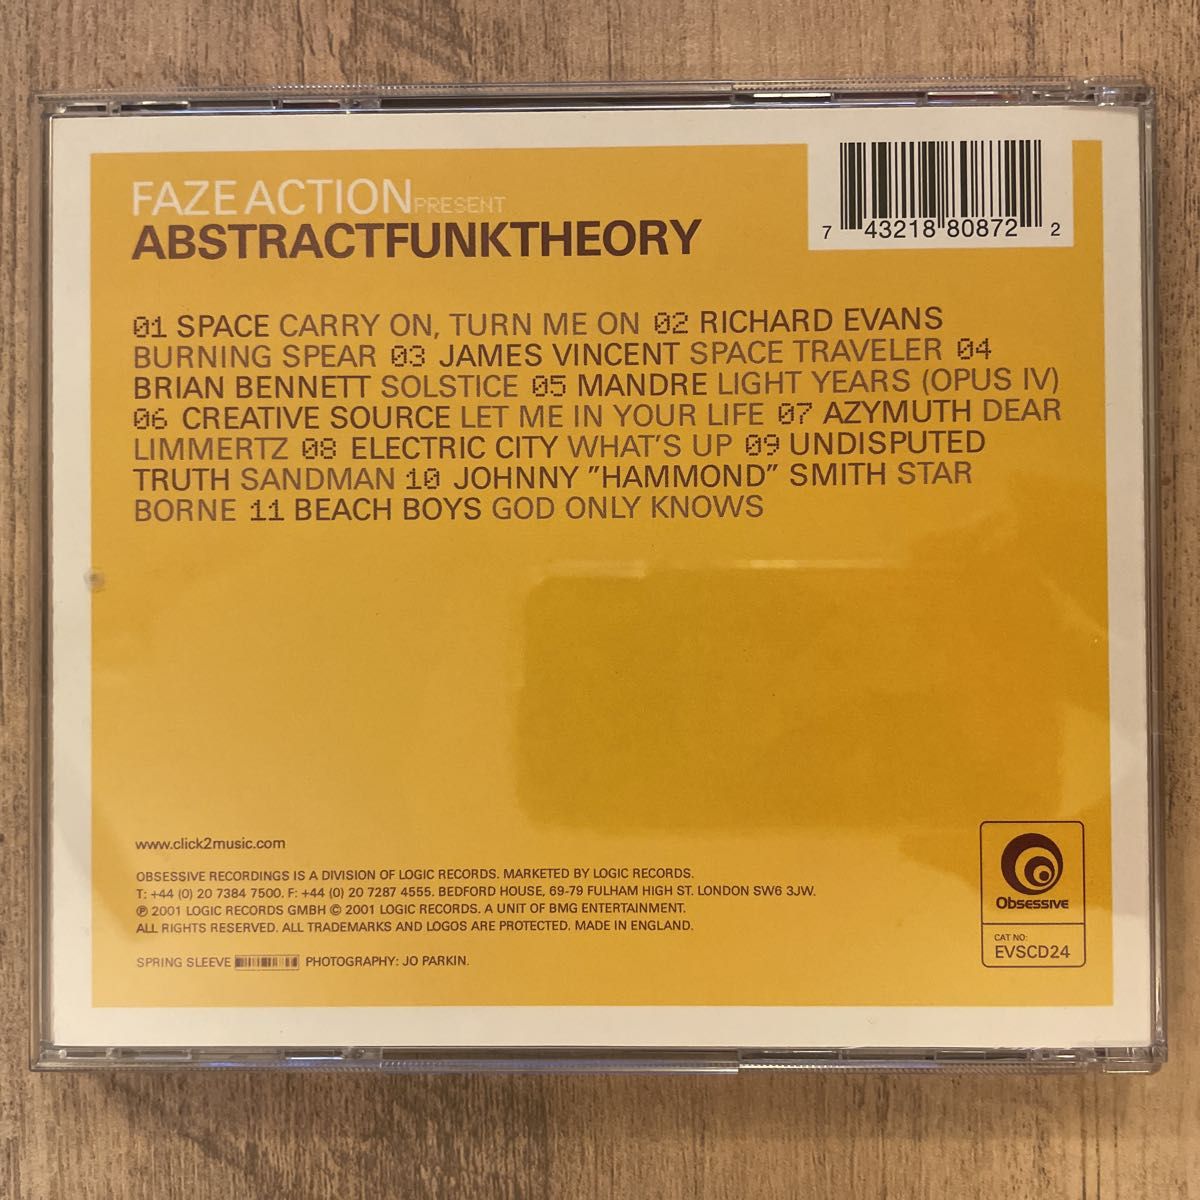 FAZE ACTION PRESENT
ABSTRACTFUNKTHEORY
7 43218 80872 2
01 SPACE CARRY ON, TURN ME ON 02 RICHARD EVANS
BURNING SPEAR 03 JAMES VINCENT SPACE TRAVELER 04
BRIAN BENNETT SOLSTICE 05 MANDRE LIGHT YEARS (OPUS IV)
06 CREATIVE SOURCE LET ME IN YOUR LIFE 07 AZYMUTH DEAR
LIMMERTZ 08 ELECTRIC CITY WHAT'S UP 09 UNDISPUTED
TRUTH SANDMAN 10 JOHNNY "HAMMOND" SMITH STAR
BORNE 11 BEACH BOYS GOD ONLY KNOWS
www.click2music.com
OBSESSIVE RECORDINGS IS A DIVISION OF LOGIC RECORDS. MARKETED BY LOGIC RECORDS.
T: +44 (0) 20 7384 7500. F: +44 (0) 20 7287 4555. BEDFORD HOUSE, 69-79 FULHAM HIGH ST. LONDON SW6 3JW.
℗ 2001 LOGIC RECORDS GMBH © 2001 LOGIC RECORDS. A UNIT OF BMG ENTERTAINMENT.
ALL RIGHTS RESERVED. ALL TRADEMARKS AND LOGOS ARE PROTECTED. MADE IN ENGLAND.
SPRING SLEEVE PHOTOGRAPHY: JO PARKIN.
Obsessive
CAT NO:
EVSCD24